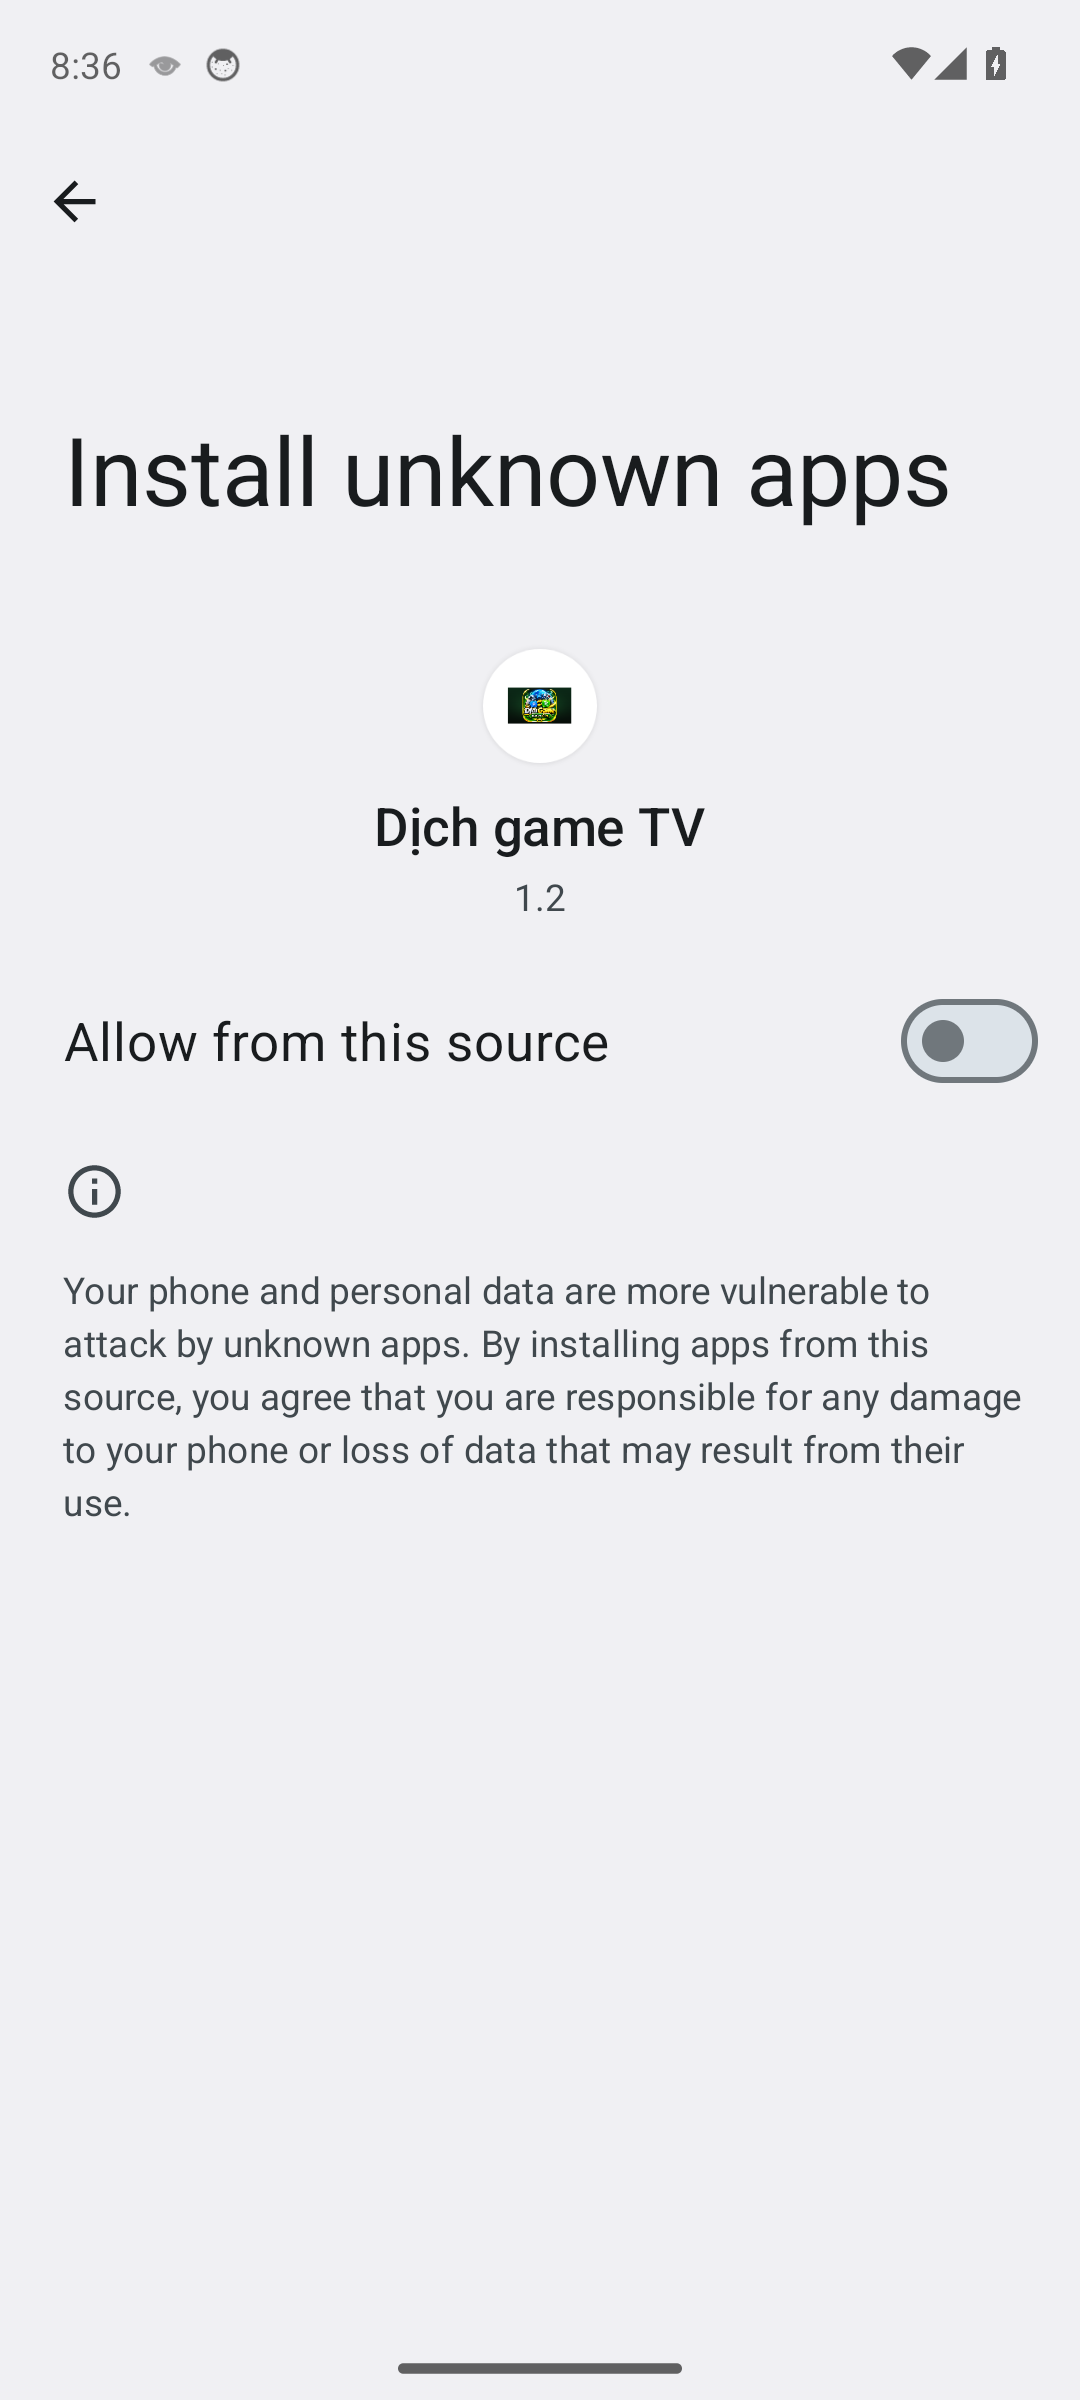 8:36
Install unknown apps
Dịch game TV
1.2
Allow from this source
Your phone and personal data are more vulnerable to
attack by unknown apps. By installing apps from this
source, you agree that you are responsible for any damage
to your phone or loss of data that may result from their
use.